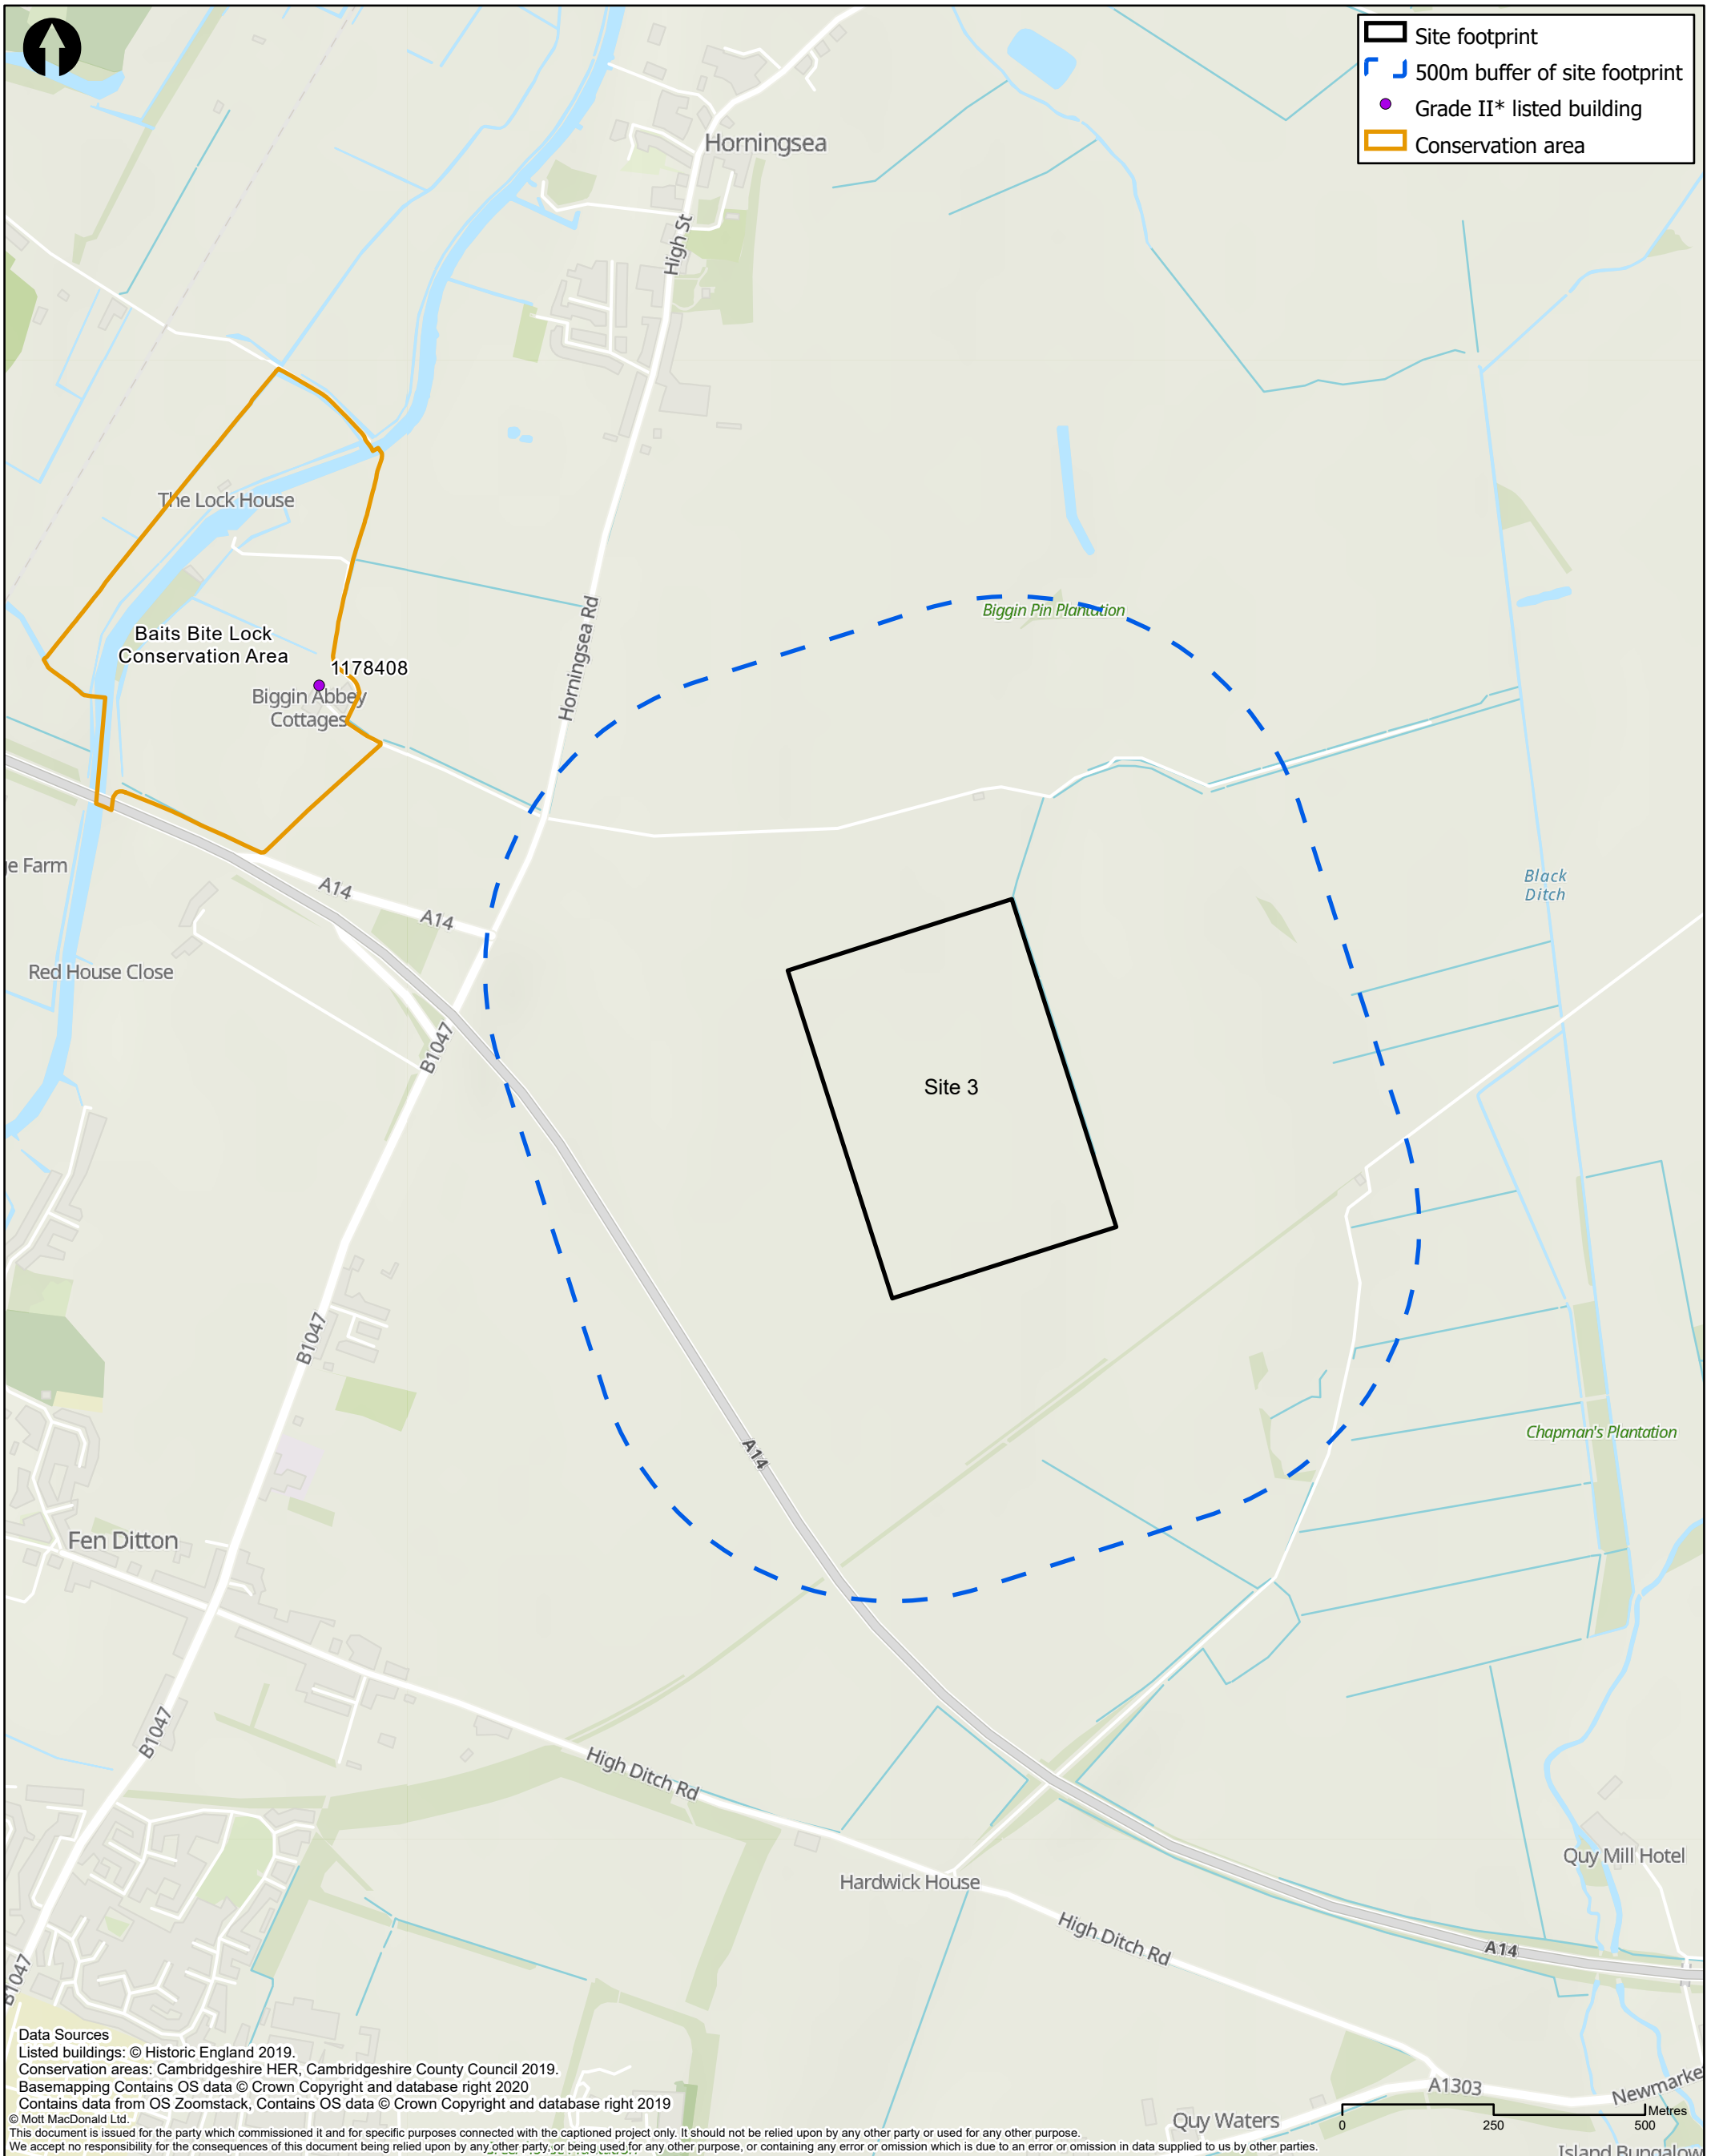 Site footprint
500m buffer of site footprint
Grade II* listed building
Conservation area
Horningsea
High St
The Lock House
Horningsea Rd
Biggin Pin Plantation
Baits Bite Lock
Conservation Area
1178408
Biggin Abbey
Cottages
ge Farm
A14
A14
Black
Ditch
Red House Close
B1047
Site 3
B1047
A14
Chapman's Plantation
Fen Ditton
B1047
High Ditch Rd
Hardwick House
Quy Mill Hotel
High Ditch Rd
A14
B1047
A1303
Newmarke
Quy Waters
Metres
0
250
500
Island Bungalow
Data Sources
Listed buildings: © Historic England 2019.
Conservation areas: Cambridgeshire HER, Cambridgeshire County Council 2019.
Basemapping Contains OS data © Crown Copyright and database right 2020
Contains data from OS Zoomstack, Contains OS data © Crown Copyright and database right 2019
© Mott MacDonald Ltd.
This document is issued for the party which commissioned it and for specific purposes connected with the captioned project only. It should not be relied upon by any other party or used for any other purpose.
We accept no responsibility for the consequences of this document being relied upon by any other party, or being used for any other purpose, or containing any error or omission which is due to an error or omission in data supplied to us by other parties.